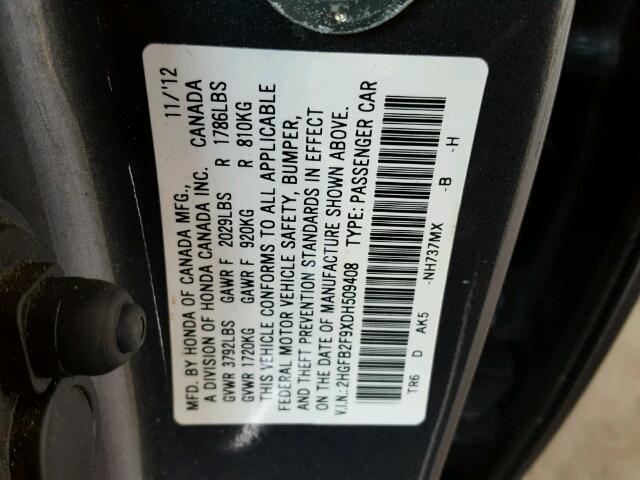 MFD. BY HONDA OF CANADA MFG., 11/'12
A DIVISION OF HONDA CANADA INC. CANADA
GVWR 3792LBS GAWR F 2029LBS R 1786LBS
GVWR 1720KG GAWR F 920KG R 810KG
THIS VEHICLE CONFORMS TO ALL APPLICABLE
FEDERAL MOTOR VEHICLE SAFETY, BUMPER,
AND THEFT PREVENTION STANDARDS IN EFFECT
ON THE DATE OF MANUFACTURE SHOWN ABOVE.
V.I.N.: 2HGFB2F9XDH509408 TYPE: PASSENGER CAR
TR6 D AK5 -NH737MX -B -H